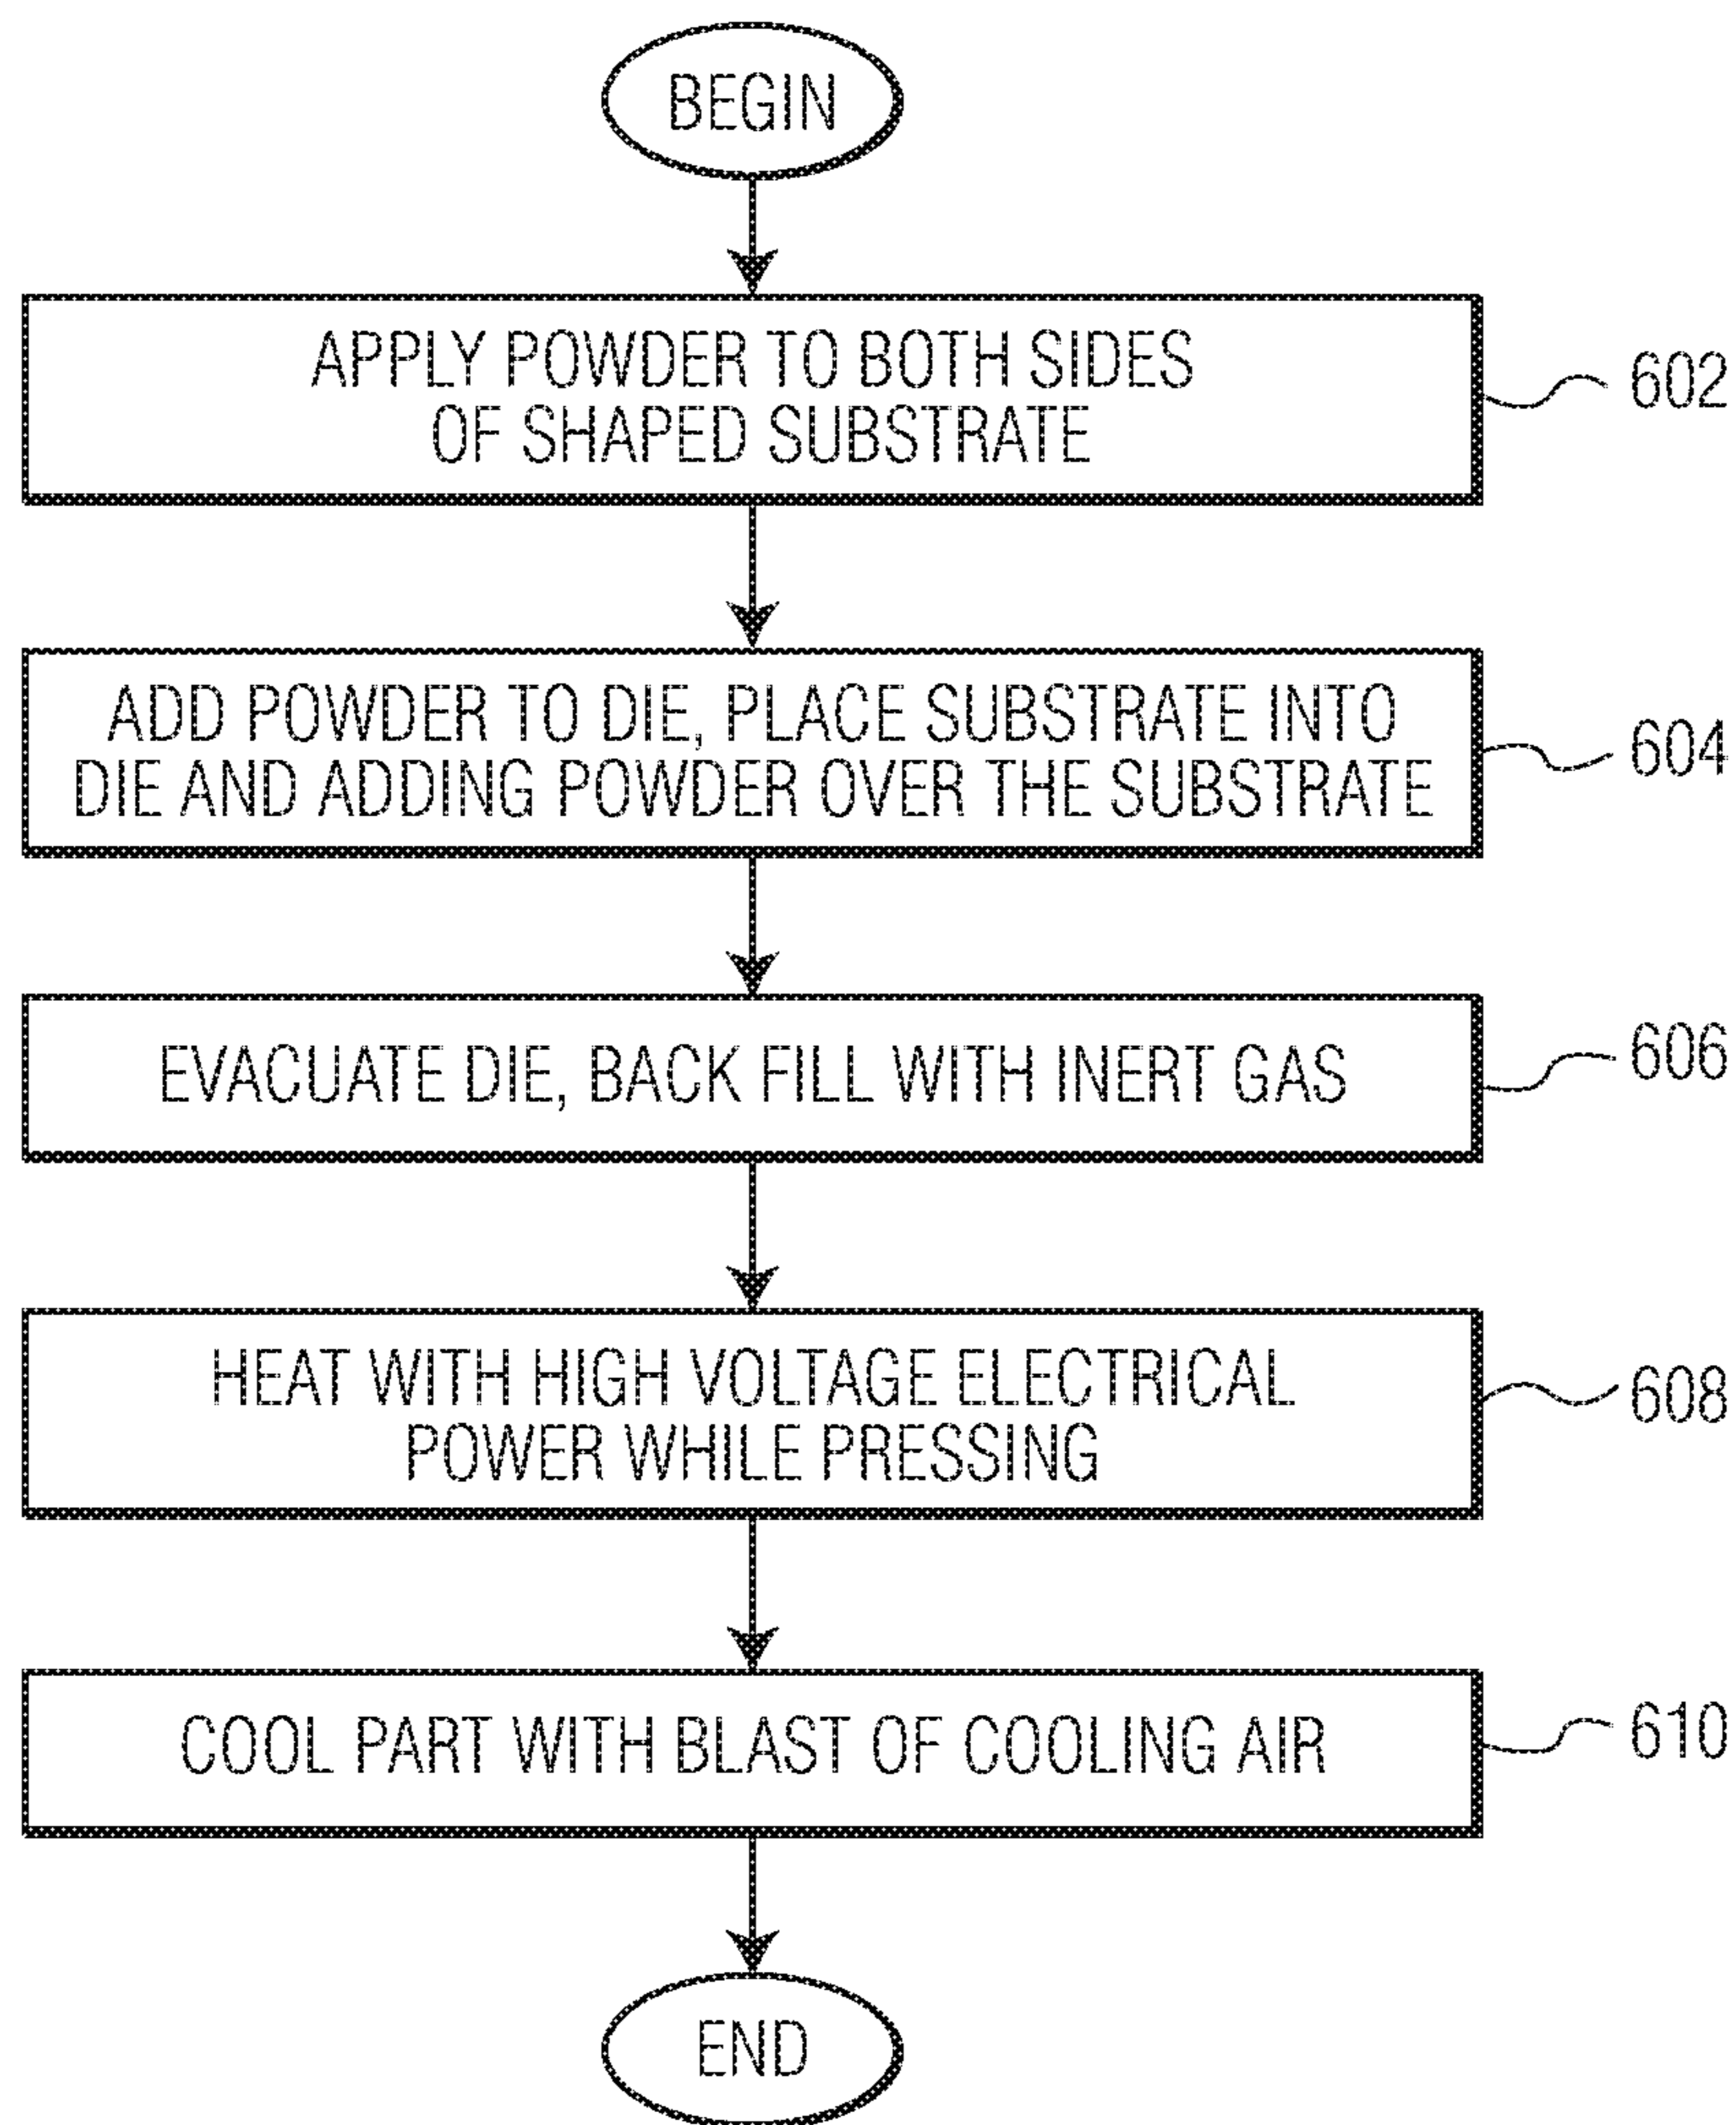 BEGIN
APPLY POWDER TO BOTH SIDES
OF SHAPED SUBSTRATE
602
ADD POWDER TO DIE, PLACE SUBSTRATE INTO
DIE AND ADDING POWDER OVER THE SUBSTRATE
604
EVACUATE DIE, BACK FILL WITH INERT GAS
606
HEAT WITH HIGH VOLTAGE ELECTRICAL
POWER WHILE PRESSING
608
COOL PART WITH BLAST OF COOLING AIR
610
END